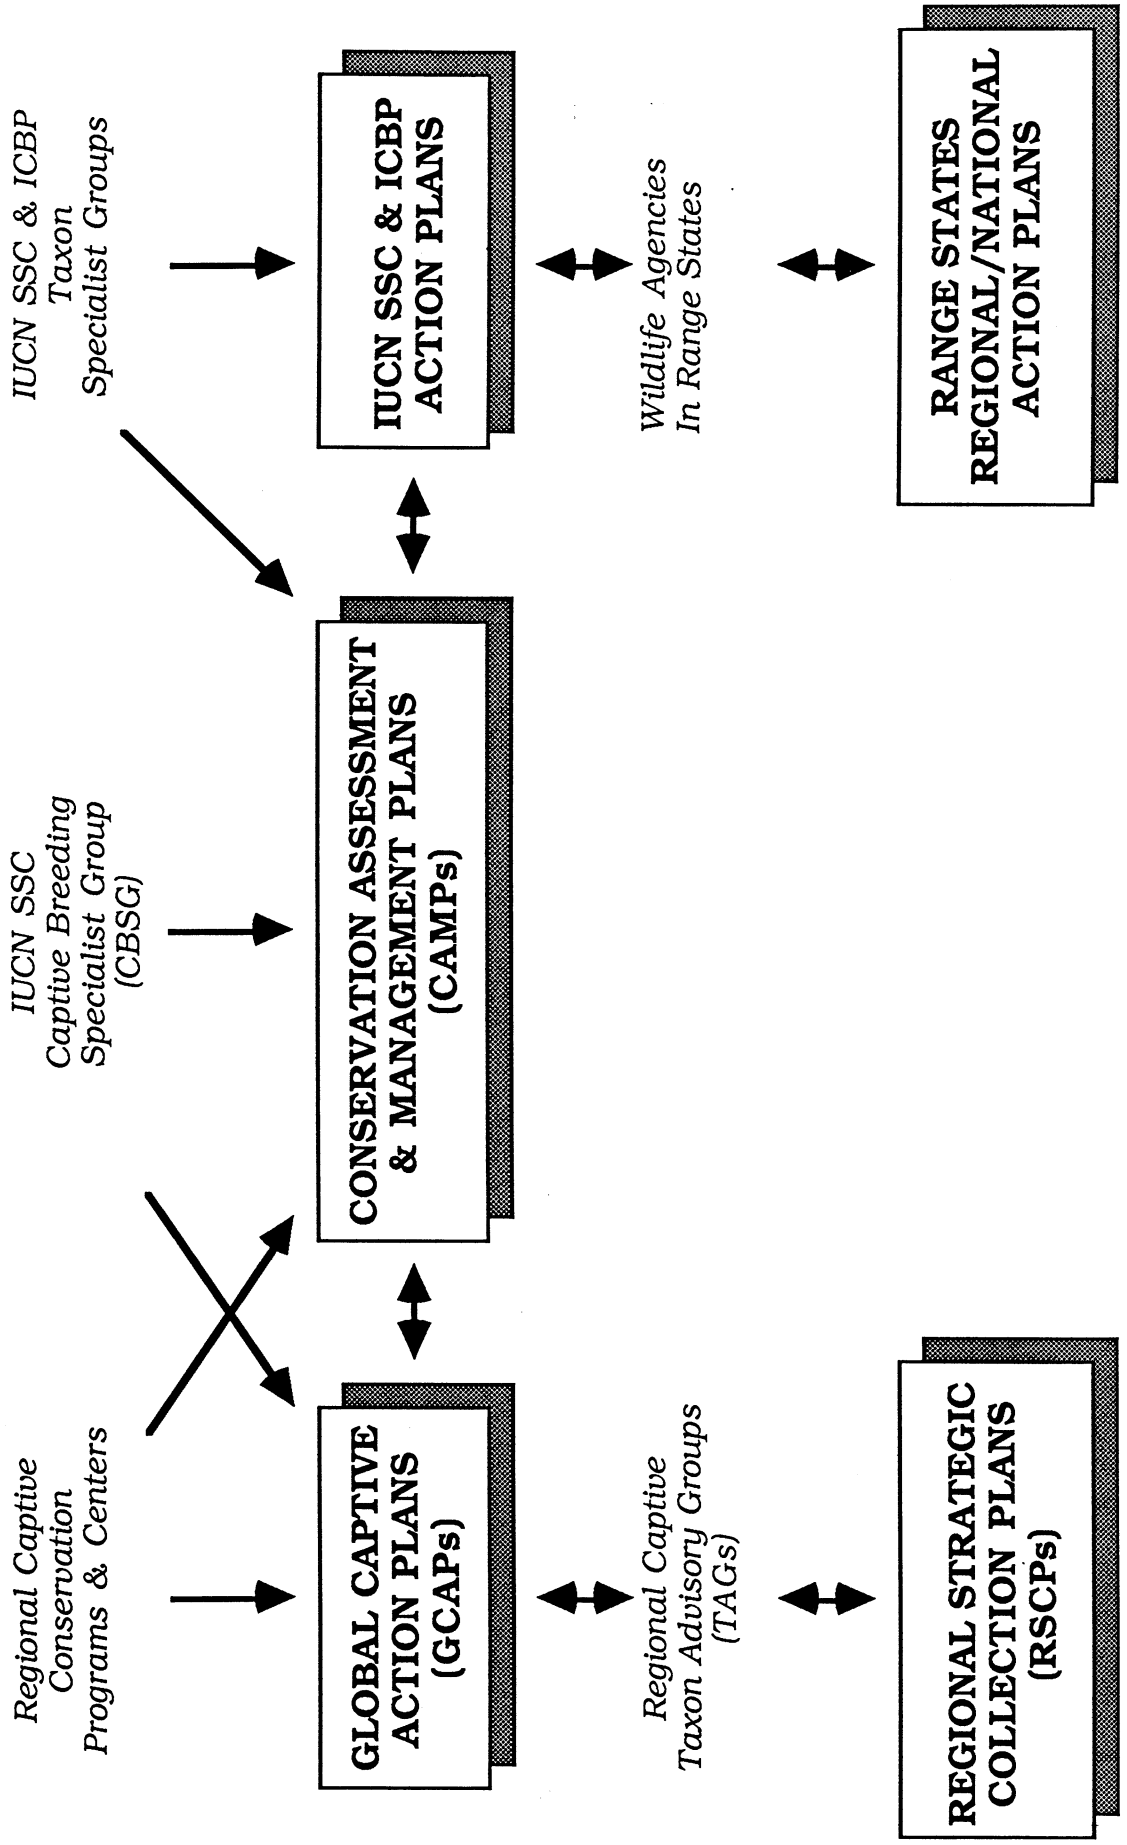 Regional Captive
Conservation
Programs & Centers
IUCN SSC
Captive Breeding
Specialist Group
(CBSG)
IUCN SSC & ICBP
Taxon
Specialist Groups
GLOBAL CAPTIVE
ACTION PLANS
(GCAPs)
CONSERVATION ASSESSMENT
& MANAGEMENT PLANS
(CAMPs)
IUCN SSC & ICBP
ACTION PLANS
Regional Captive
Taxon Advisory Groups
(TAGs)
Wildlife Agencies
In Range States
REGIONAL STRATEGIC
COLLECTION PLANS
(RSCPs)
RANGE STATES
REGIONAL/NATIONAL
ACTION PLANS